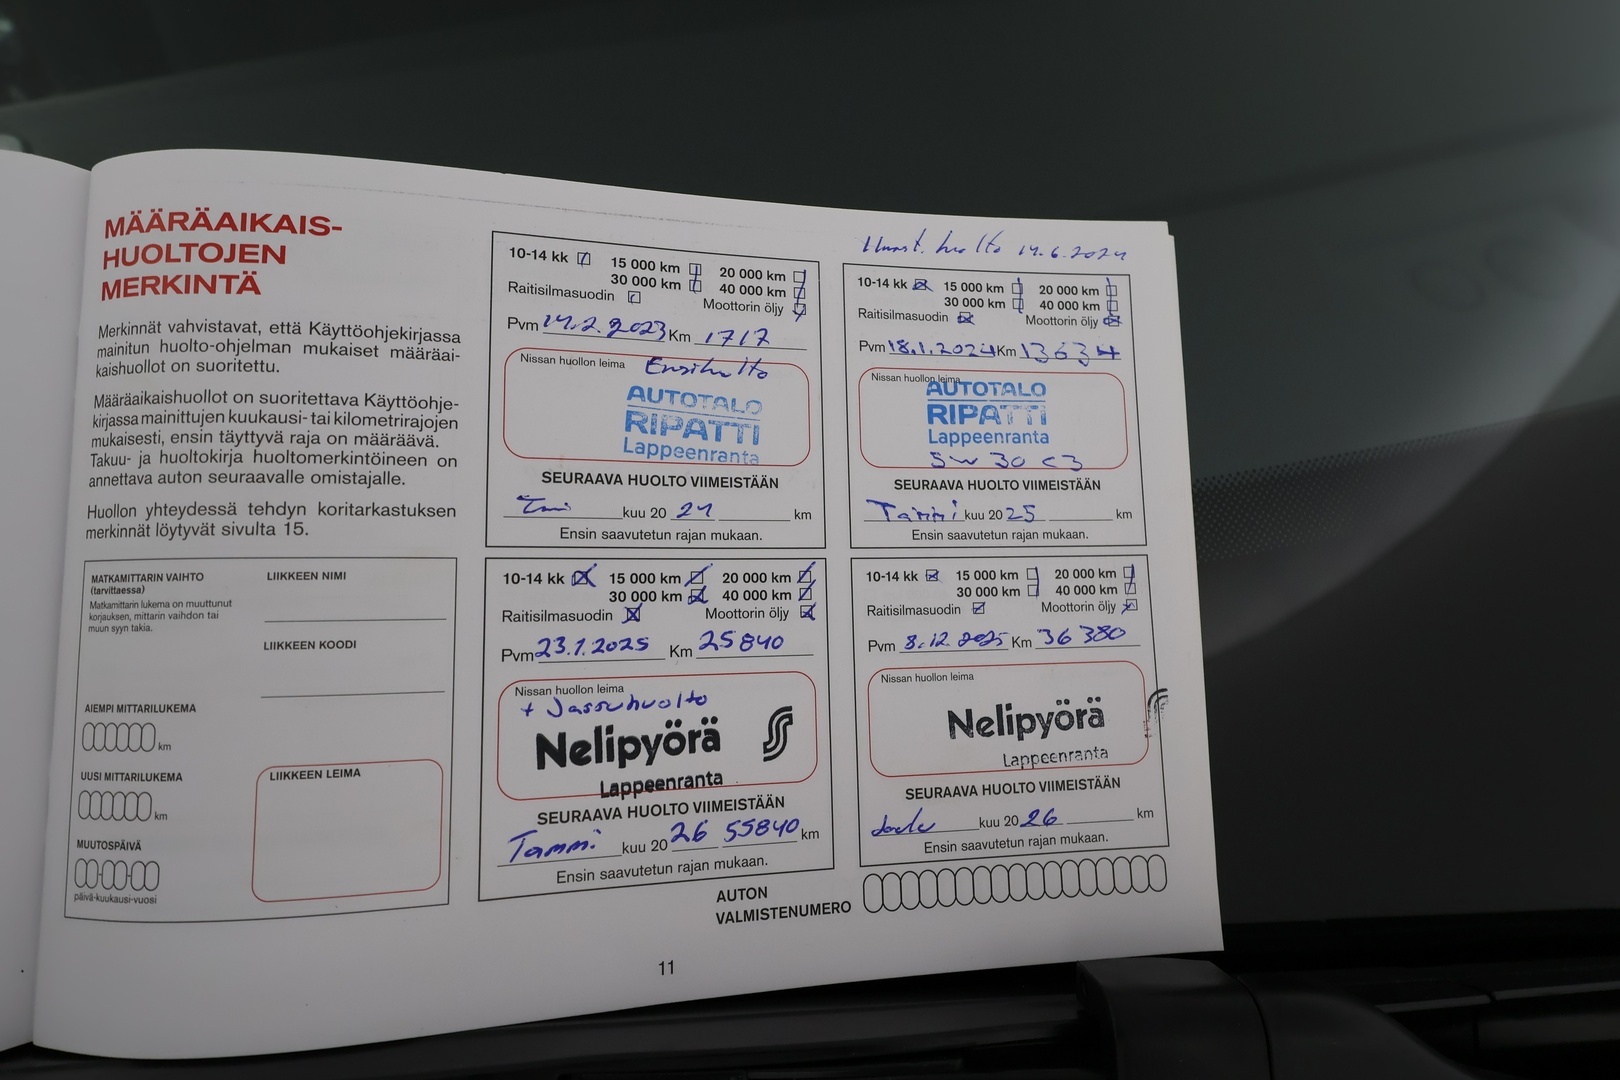 MÄÄRÄAIKAIS-
HUOLTOJEN
MERKINTÄ
Merkinnät vahvistavat, että Käyttöohjekirjassa
mainitun huolto-ohjelman mukaiset määräai-
kaishuollot on suoritettu.
Määräaikaishuollot on suoritettava Käyttöohje-
kirjassa mainittujen kuukausi- tai kilometrirajojen
mukaisesti, ensin täyttyvä raja on määräävä.
Takuu- ja huoltokirja huoltomerkintöineen on
annettava auton seuraavalle omistajalle.
Huollon yhteydessä tehdyn koritarkastuksen
merkinnät löytyvät sivulta 15.
MATKAMITTARIN VAIHTO
(tarvittaessa)
Matkamittarin lukema on muuttunut
korjauksen, mittarin vaihdon tai
muun syyn takia.
LIIKKEEN NIMI
LIIKKEEN KOODI
AIEMPI MITTARILUKEMA
km
UUSI MITTARILUKEMA
km
MUUTOSPÄIVÄ
päivä-kuukausi-vuosi
LIIKKEEN LEIMA
10-14 kk 15 000 km 20 000 km
30 000 km 40 000 km
Raitisilmasuodin Moottorin öljy
Pvm 14.2.2023 Km 1717
Nissan huollon leima Ensihuolto
AUTOTALO
RIPATTI
Lappeenranta
SEURAAVA HUOLTO VIIMEISTÄÄN
kuu 20 24 km
Ensin saavutetun rajan mukaan.
huolto 14.6.2024
10-14 kk 15 000 km 20 000 km
30 000 km 40 000 km
Raitisilmasuodin Moottorin öljy
Pvm 18.1.2024 Km 13634
Nissan huollon leima
AUTOTALO
RIPATTI
Lappeenranta
5w 30 c3
SEURAAVA HUOLTO VIIMEISTÄÄN
Tammi kuu 20 25 km
Ensin saavutetun rajan mukaan.
10-14 kk 15 000 km 20 000 km
30 000 km 40 000 km
Raitisilmasuodin Moottorin öljy
Pvm 23.1.2025 Km 25840
Nissan huollon leima
+ Jarruhuolto
Nelipyörä
Lappeenranta
SEURAAVA HUOLTO VIIMEISTÄÄN
Tammi kuu 20 26 55840 km
Ensin saavutetun rajan mukaan.
10-14 kk 15 000 km 20 000 km
30 000 km 40 000 km
Raitisilmasuodin Moottorin öljy
Pvm 8.12.2025 Km 36380
Nissan huollon leima
Nelipyörä
Lappeenranta
SEURAAVA HUOLTO VIIMEISTÄÄN
Joulu kuu 20 26 km
Ensin saavutetun rajan mukaan.
AUTON
VALMISTENUMERO
11